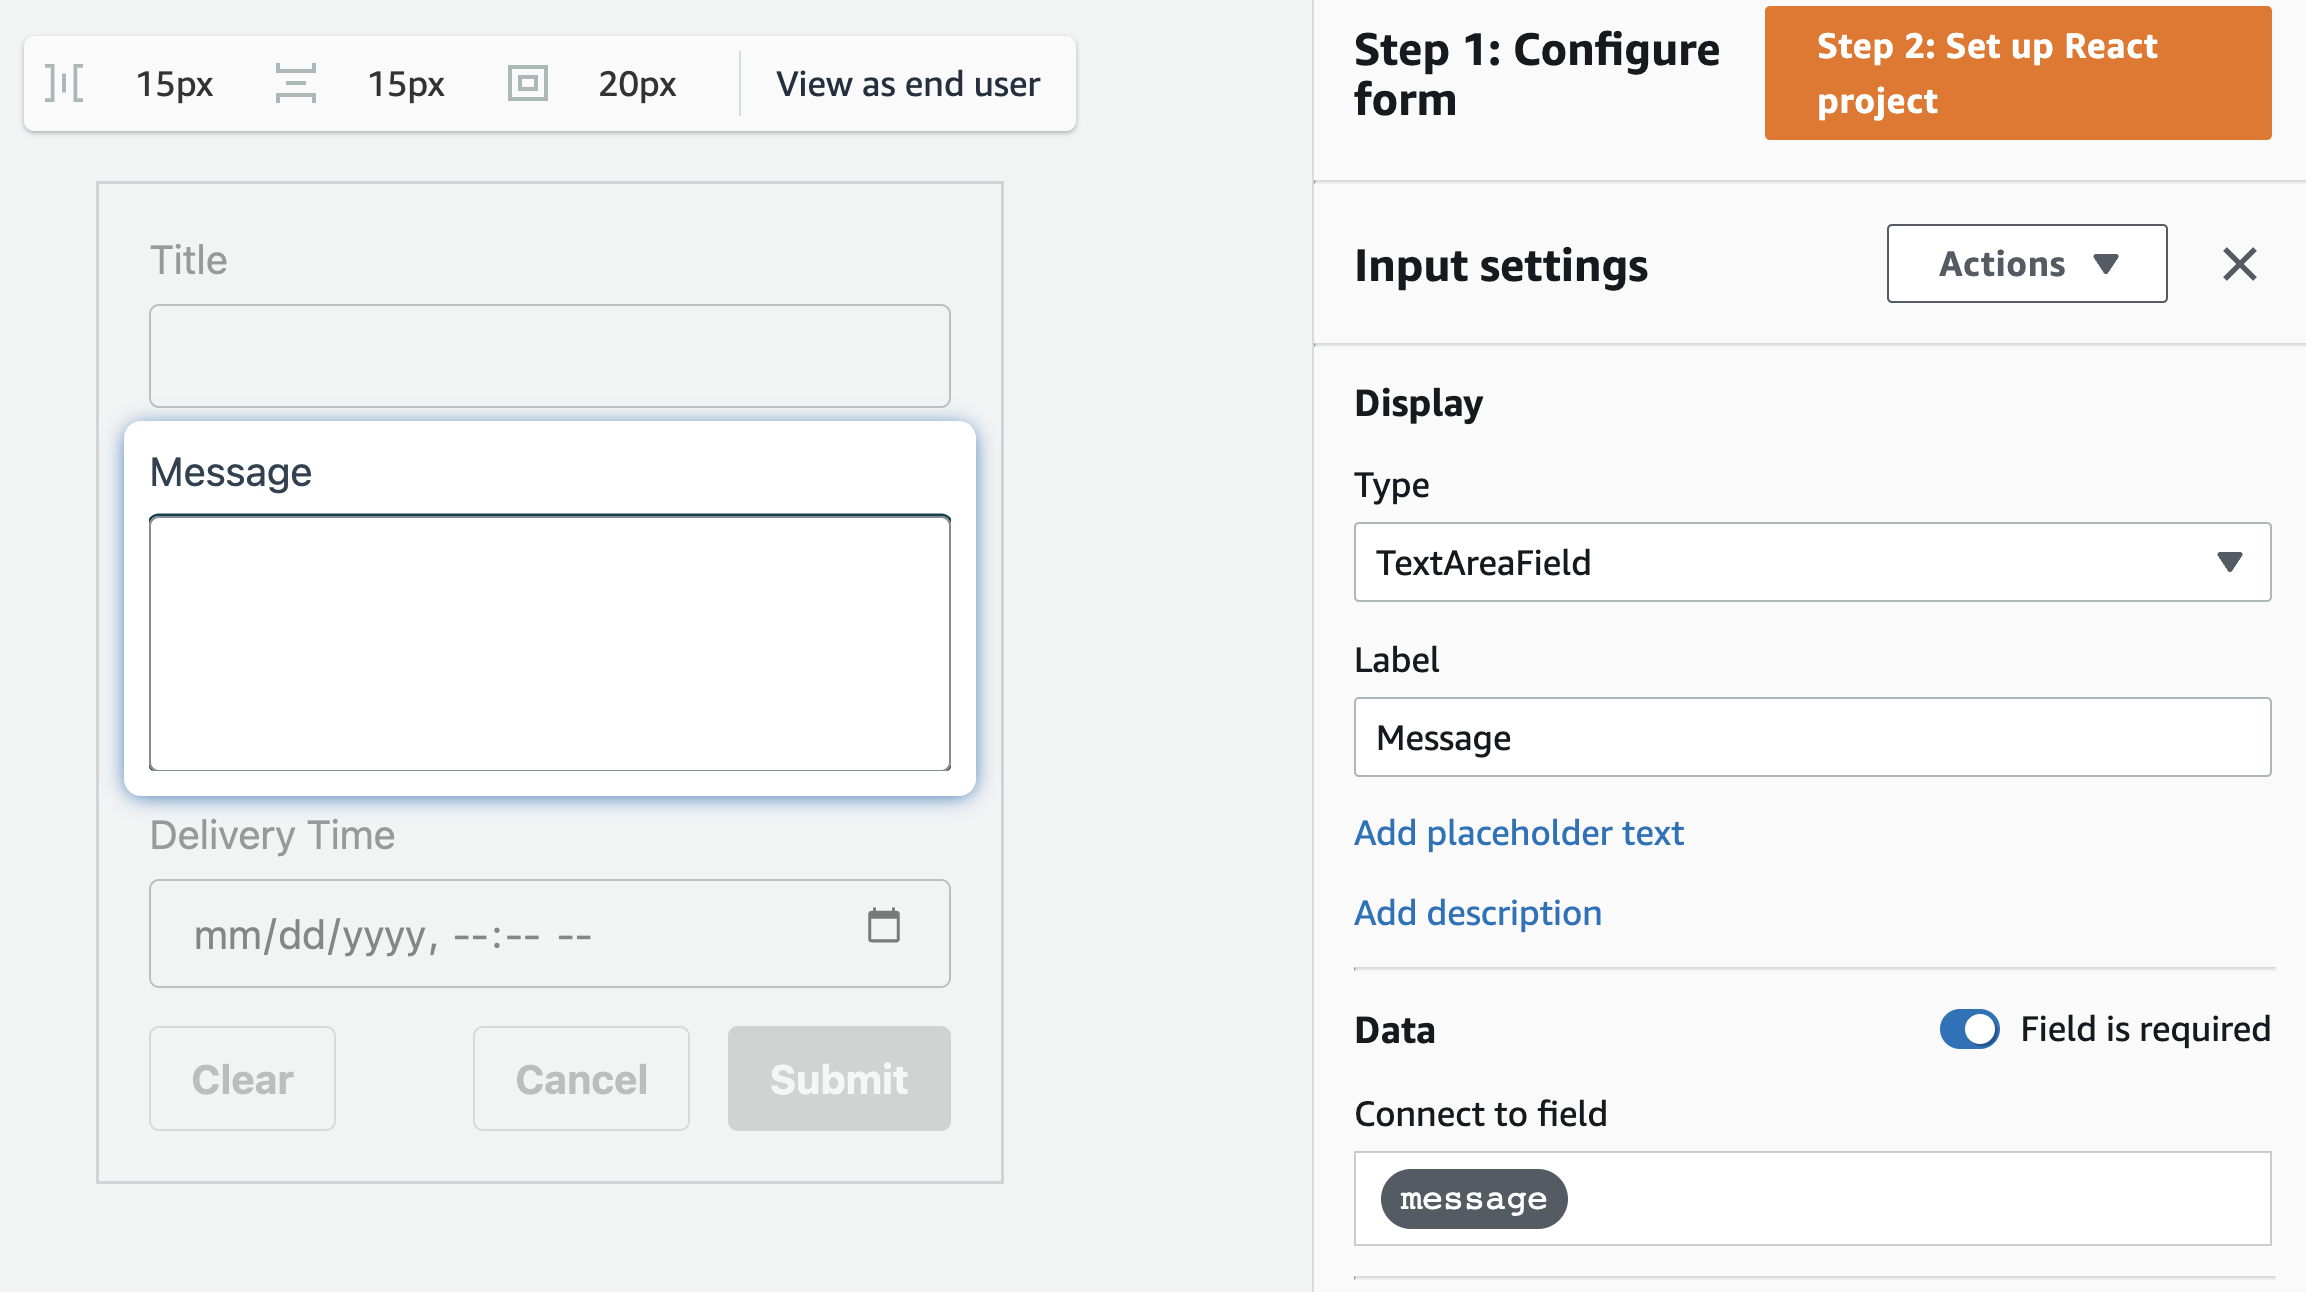 15px
15px
20px
View as end user
Title
Message
Delivery Time
mm/dd/yyyy, --:-- --
Clear
Cancel
Submit
Step 1: Configure
form
Step 2: Set up React
project
Input settings
Actions
Display
Type
TextAreaField
Label
Message
Add placeholder text
Add description
Data
Field is required
Connect to field
message